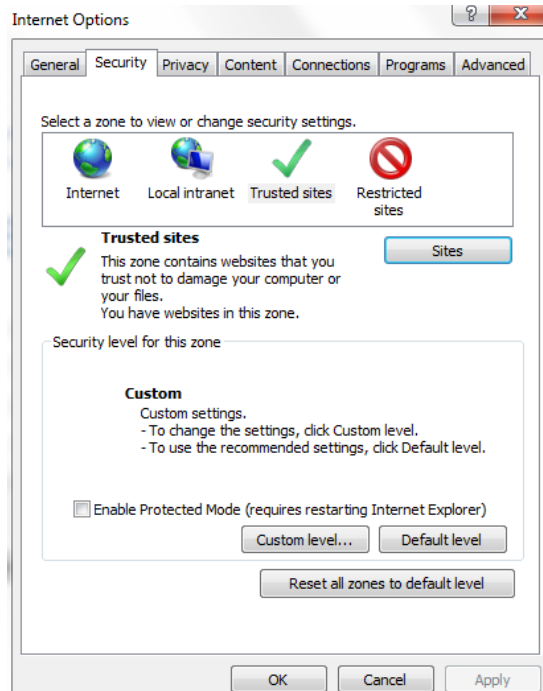 Internet Options
General Security Privacy Content Connections Programs Advanced
Select a zone to view or change security settings.
Internet Local intranet Trusted sites Restricted
sites
Trusted sites
Sites
This zone contains websites that you
trust not to damage your computer or
your files.
You have websites in this zone.
Security level for this zone
Custom
Custom settings.
- To change the settings, click Custom level.
- To use the recommended settings, click Default level.
Enable Protected Mode (requires restarting Internet Explorer)
Custom level... Default level
Reset all zones to default level
OK Cancel Apply